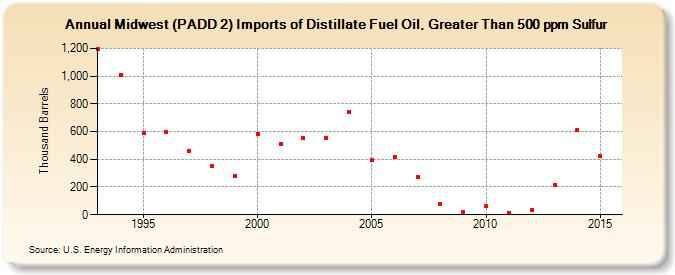 Annual Midwest (PADD 2) Imports of Distillate Fuel Oil, Greater Than 500 ppm Sulfur
Thousand Barrels
1,200
1,000
800
600
400
200
0
1995 2000 2005 2010 2015
Source: U.S. Energy Information Administration